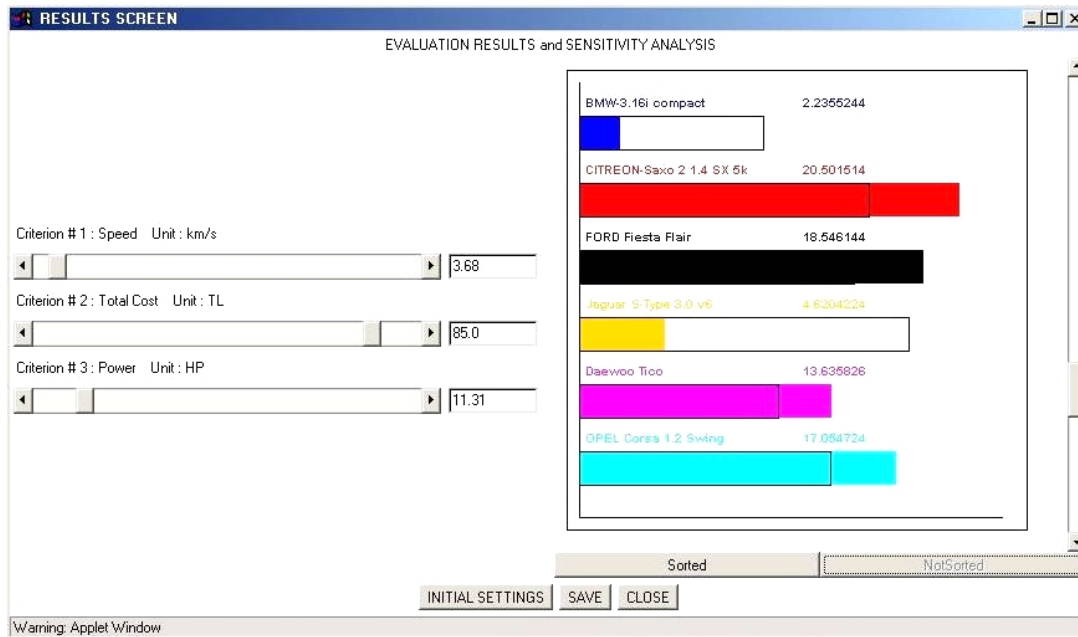 RESULTS SCREEN
EVALUATION RESULTS and SENSITIVITY ANALYSIS
BMW-3.16i compact 2.2355244
CITREON-Saxo 2 1.4 SX 5k 20.501514
Criterion # 1 : Speed Unit : km/s
FORD Fiesta Flair 18.546144
3.68
Criterion # 2 : Total Cost Unit : TL
Jaguar S-Type 3.0 v6 4.6204224
85.0
Criterion # 3 : Power Unit : HP
Daewoo Tico 13.635826
11.31
OPEL Corsa 1.2 Swing 17.054724
Sorted NotSorted
INITIAL SETTINGS SAVE CLOSE
Warning: Applet Window